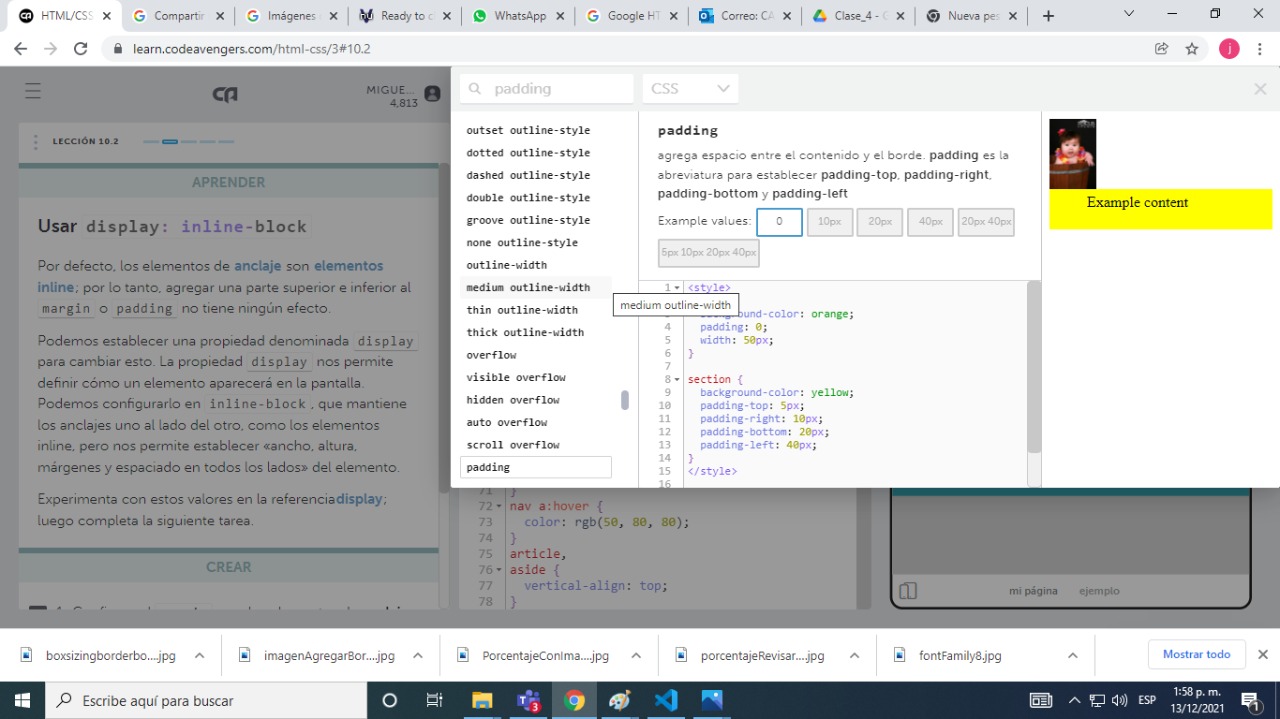 HTML/CSS
Compartir
Imágenes
Ready to c
WhatsApp
Google HT
Correo: CA
Clase_4 - G
Nueva pes
learn.codeavengers.com/html-css/3#10.2
j
MIGUE...
4,813
padding
CSS
LECCIÓN 10.2
APRENDER
Usar display: inline-block
Por defecto, los elementos de anclaje son elementos
inline; por lo tanto, agregar una parte superior e inferior al
margin o padding no tiene ningún efecto.
Podemos establecer una propiedad denominada display
para cambiar esto. La propiedad display nos permite
definir cómo un elemento aparecerá en la pantalla.
Podemos configurarlo en inline-block, que mantiene
los anclajes uno al lado del otro, como los elementos
inline, pero nos permite establecer «ancho, altura,
márgenes y espaciado en todos los lados» del elemento.
Experimenta con estos valores en la referenciadisplay;
luego completa la siguiente tarea.
CREAR
outset outline-style
dotted outline-style
dashed outline-style
double outline-style
groove outline-style
none outline-style
outline-width
medium outline-width
thin outline-width
thick outline-width
overflow
visible overflow
hidden overflow
auto overflow
scroll overflow
padding
medium outline-width
padding
agrega espacio entre el contenido y el borde. padding es la
abreviatura para establecer padding-top, padding-right,
padding-bottom y padding-left
Example values: 0 10px 20px 40px 20px 40px
5px 10px 20px 40px
1 <style>
background-color: orange;
4 padding: 0;
5 width: 50px;
6 }
7
8 section {
9 background-color: yellow;
10 padding-top: 5px;
11 padding-right: 10px;
12 padding-bottom: 20px;
13 padding-left: 40px;
14 }
15 </style>
16
Example content
71 }
72 nav a:hover {
73 color: rgb(50, 80, 80);
74 }
75 article,
76 aside {
77 vertical-align: top;
78 }
mi página
ejemplo
boxsizingborderbo....jpg
imagenAgregarBor....jpg
PorcentajeConIma....jpg
porcentajeRevisar....jpg
fontFamily8.jpg
Mostrar todo
Escribe aquí para buscar
3
ESP
1:58 p. m.
13/12/2021
1